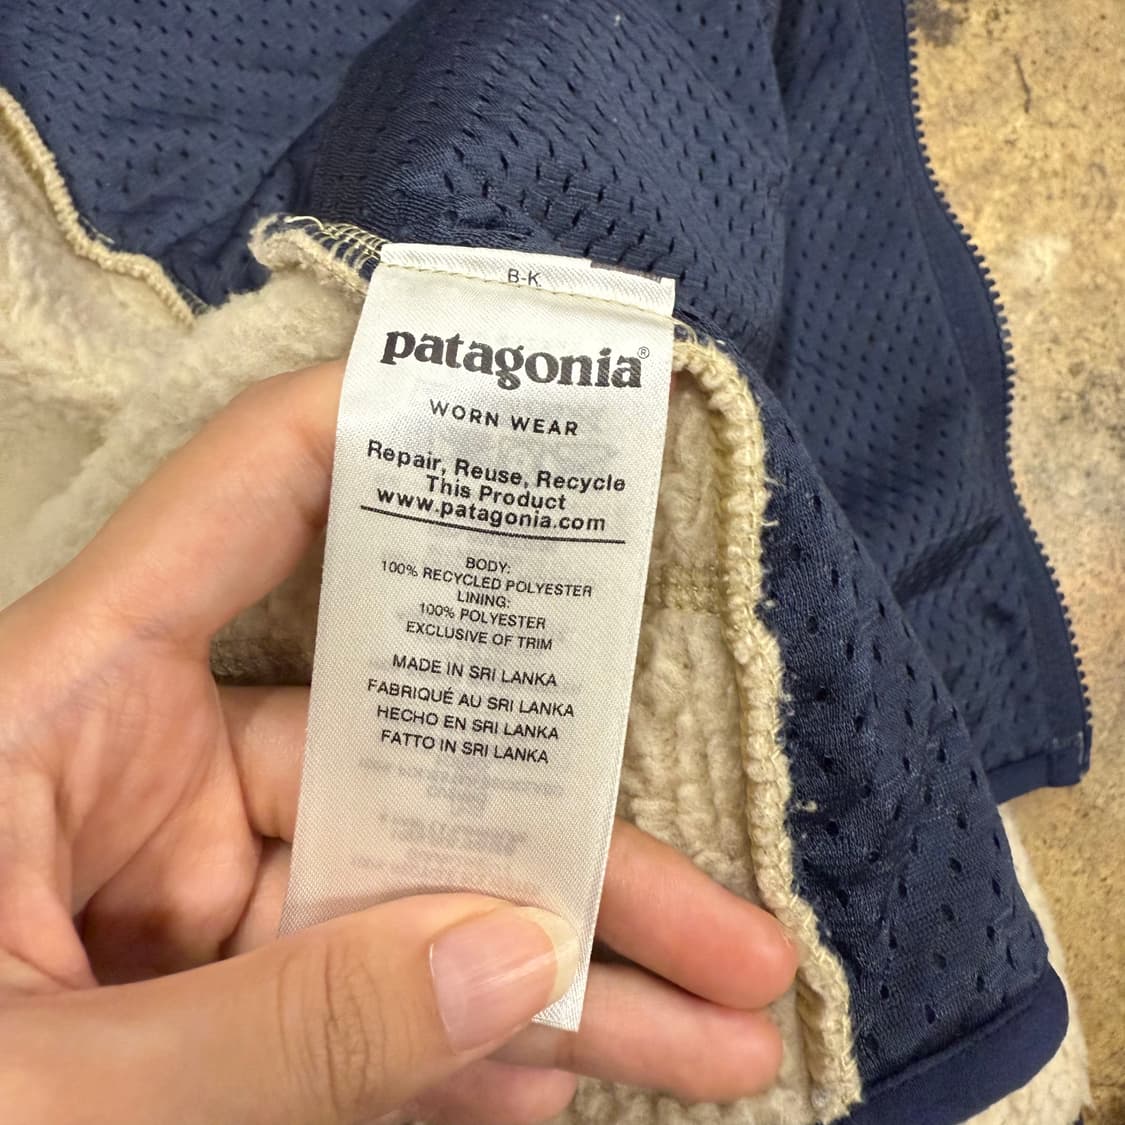 B-K.
patagonia®
WORN WEAR
Repair, Reuse, Recycle
This Product
www.patagonia.com
BODY:
100% RECYCLED POLYESTER
LINING:
100% POLYESTER
EXCLUSIVE OF TRIM
MADE IN SRI LANKA
FABRIQUÉ AU SRI LANKA
HECHO EN SRI LANKA
FATTO IN SRI LANKA